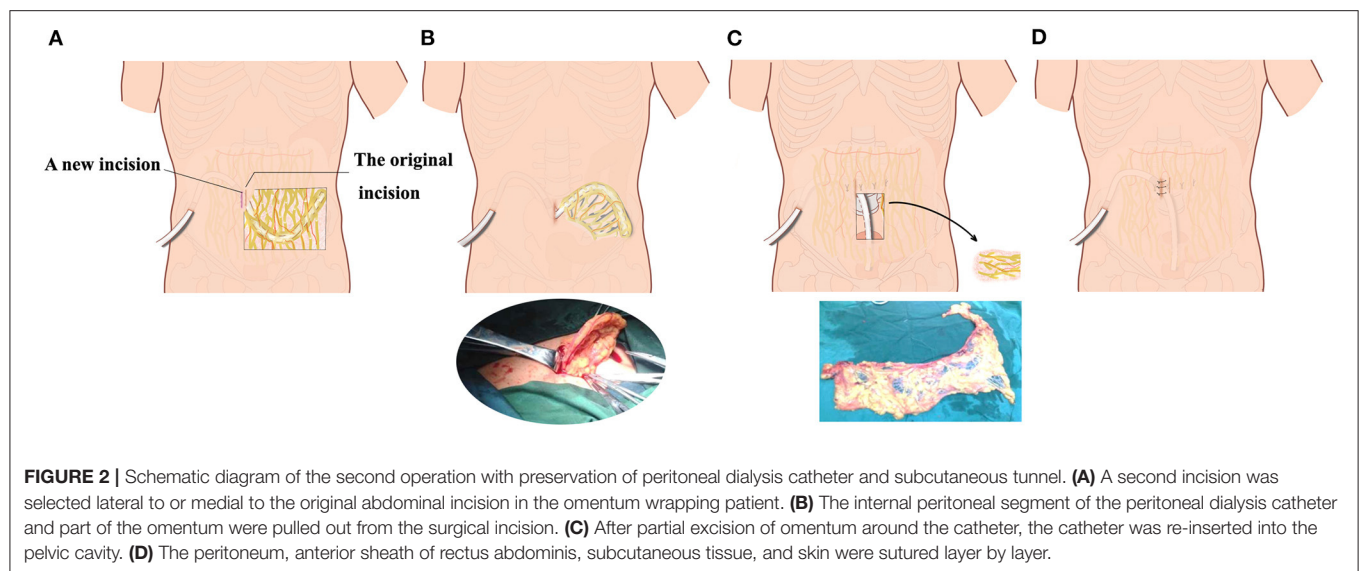 A
B
C
D
A new incision
The original
incision
FIGURE 2 | Schematic diagram of the second operation with preservation of peritoneal dialysis catheter and subcutaneous tunnel. (A) A second incision was
selected lateral to or medial to the original abdominal incision in the omentum wrapping patient. (B) The internal peritoneal segment of the peritoneal dialysis catheter
and part of the omentum were pulled out from the surgical incision. (C) After partial excision of omentum around the catheter, the catheter was re-inserted into the
pelvic cavity. (D) The peritoneum, anterior sheath of rectus abdominis, subcutaneous tissue, and skin were sutured layer by layer.